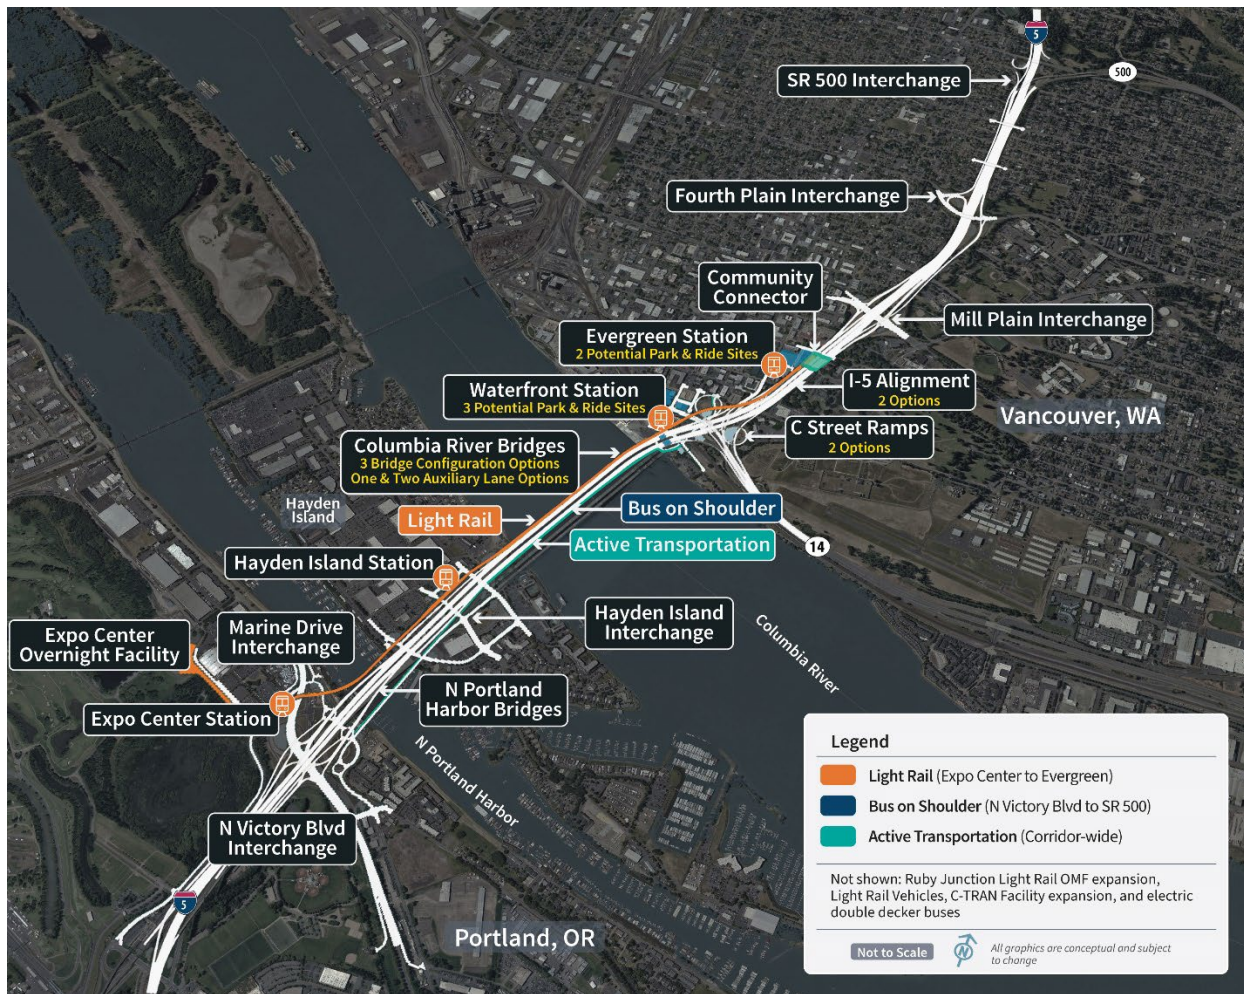 5
SR 500 Interchange
500
Fourth Plain Interchange
Community
Connector
Mill Plain Interchange
Evergreen Station
2 Potential Park & Ride Sites
I-5 Alignment
2 Options
Waterfront Station
3 Potential Park & Ride Sites
Vancouver, WA
C Street Ramps
2 Options
Columbia River Bridges
3 Bridge Configuration Options
One & Two Auxiliary Lane Options
Hayden
Island
Light Rail
Bus on Shoulder
Active Transportation
14
Hayden Island Station
Hayden Island
Interchange
Columbia River
Marine Drive
Interchange
Expo Center
Overnight Facility
N Portland
Harbor Bridges
Expo Center Station
N Portland Harbor
N Victory Blvd
Interchange
5
Portland, OR
Legend
Light Rail (Expo Center to Evergreen)
Bus on Shoulder (N Victory Blvd to SR 500)
Active Transportation (Corridor-wide)
Not shown: Ruby Junction Light Rail OMF expansion,
Light Rail Vehicles, C-TRAN Facility expansion, and electric
double decker buses
Not to Scale
N
All graphics are conceptual and subject
to change